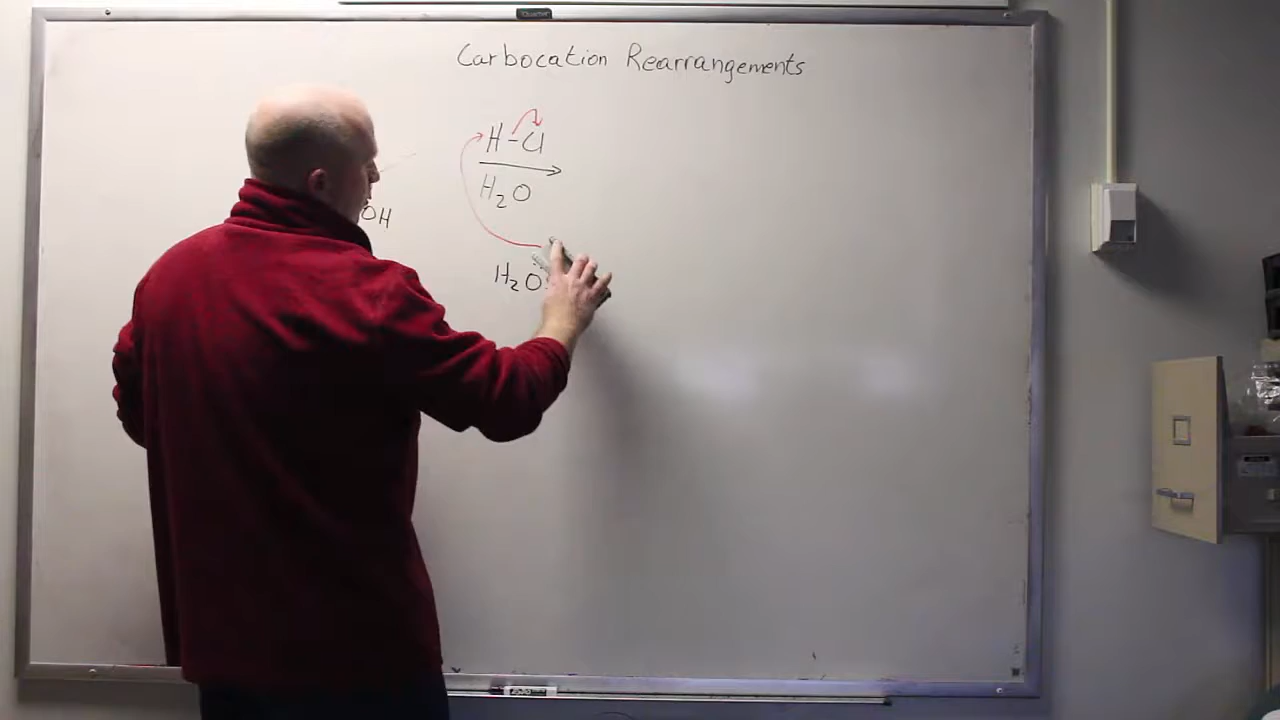 Carbocation Rearrangements
H-Cl
H₂O
OH
H₂O: